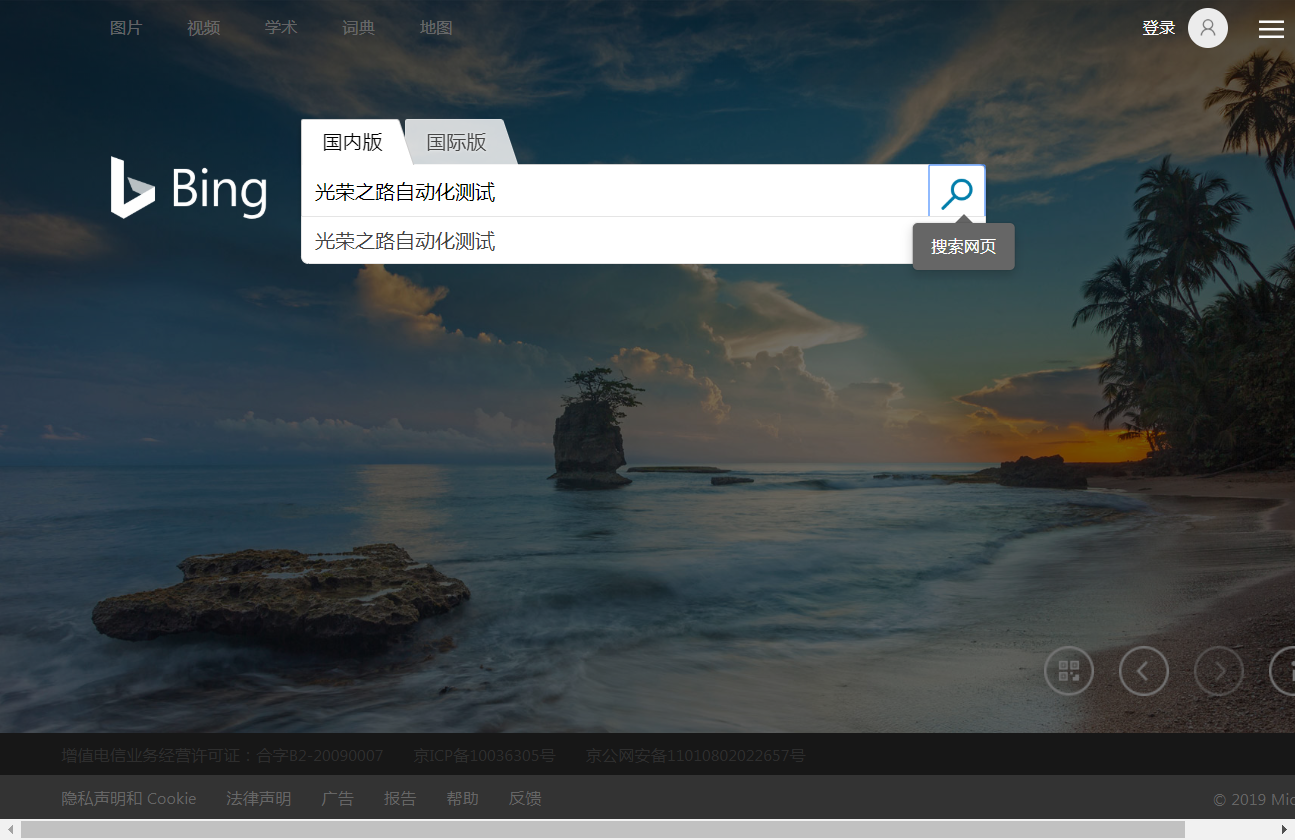 图片 视频 学术 词典 地图 登录
国内版 国际版
Bing 光荣之路自动化测试
光荣之路自动化测试
搜索网页
增值电信业务经营许可证：合字B2-20090007 京ICP备10036305号 京公网安备11010802022657号
隐私声明和 Cookie 法律声明 广告 报告 帮助 反馈 © 2019 Mic